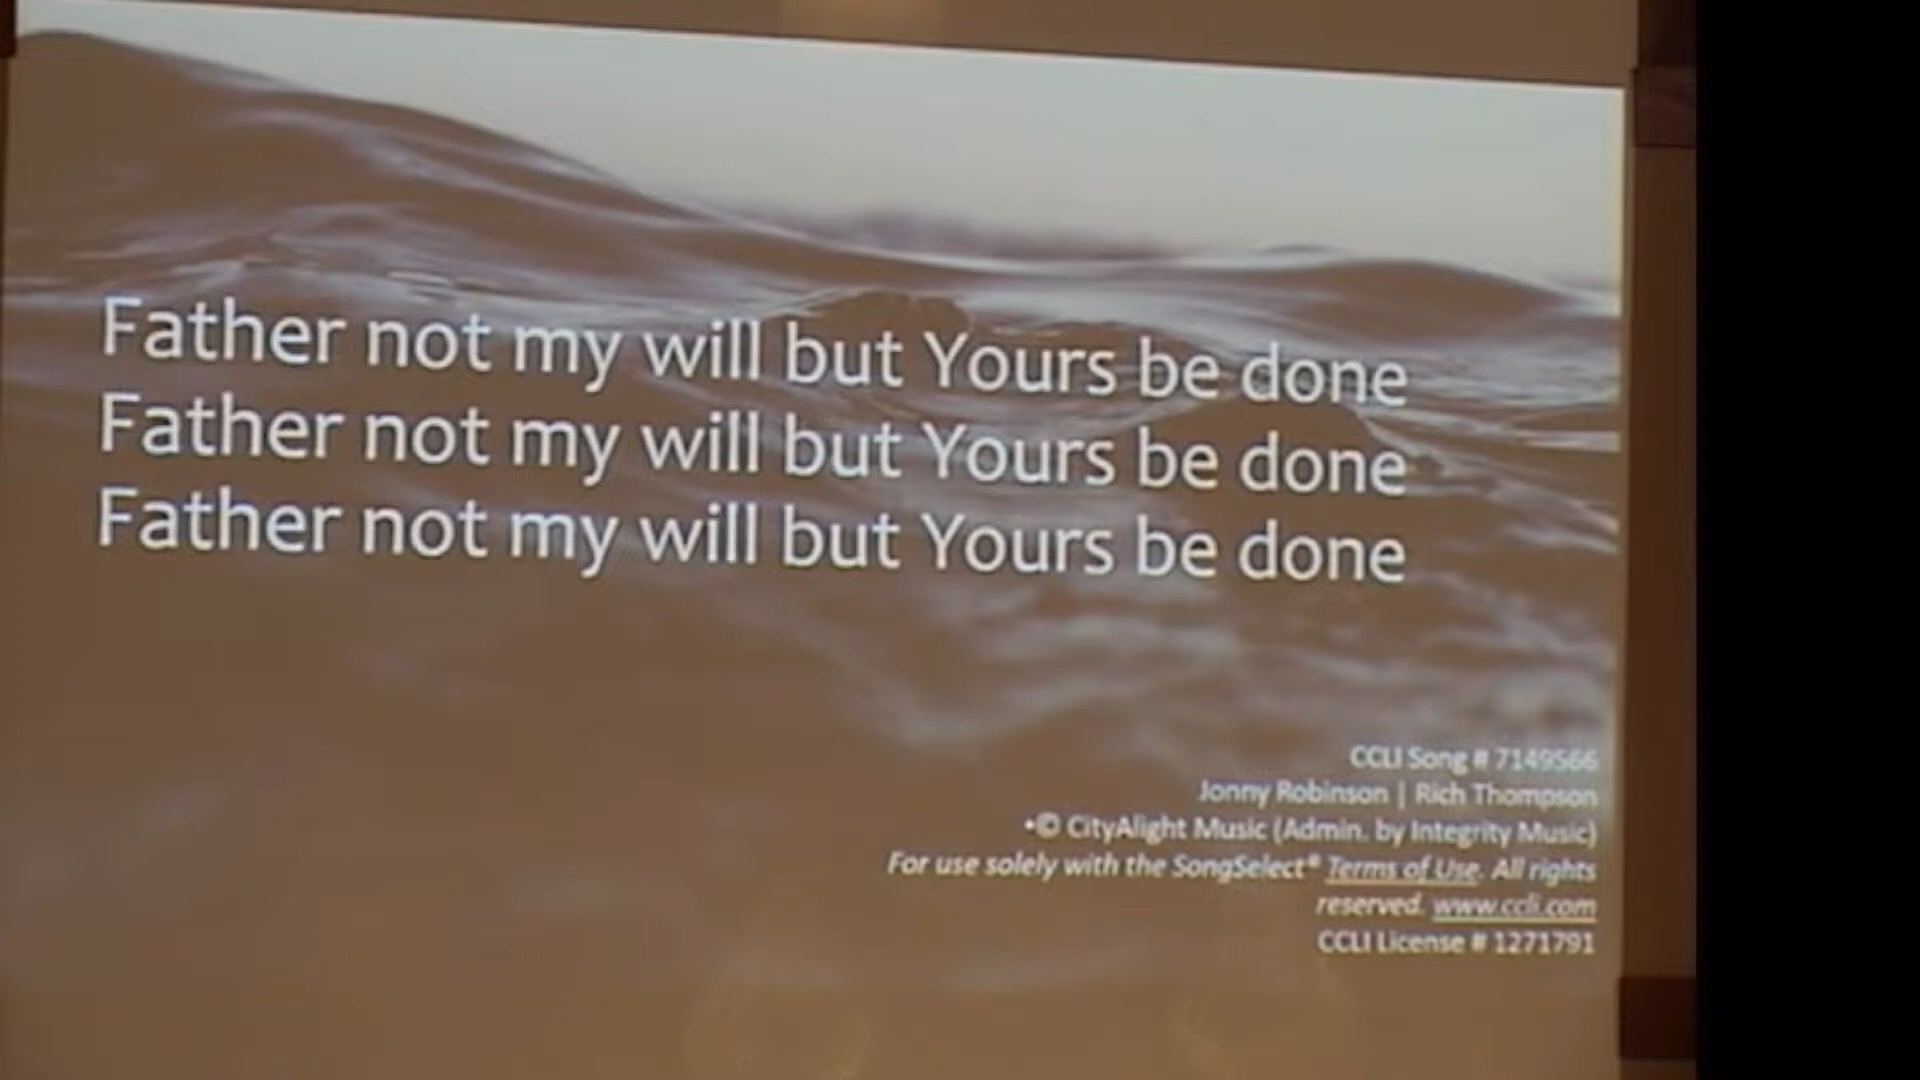 Father not my will but Yours be done
Father not my will but Yours be done
Father not my will but Yours be done
CCLI Song # 7149566
Jonny Robinson | Rich Thompson
•© CityAlight Music (Admin. by Integrity Music)
For use solely with the SongSelect® Terms of Use. All rights
reserved. www.ccli.com
CCLI License # 1271791